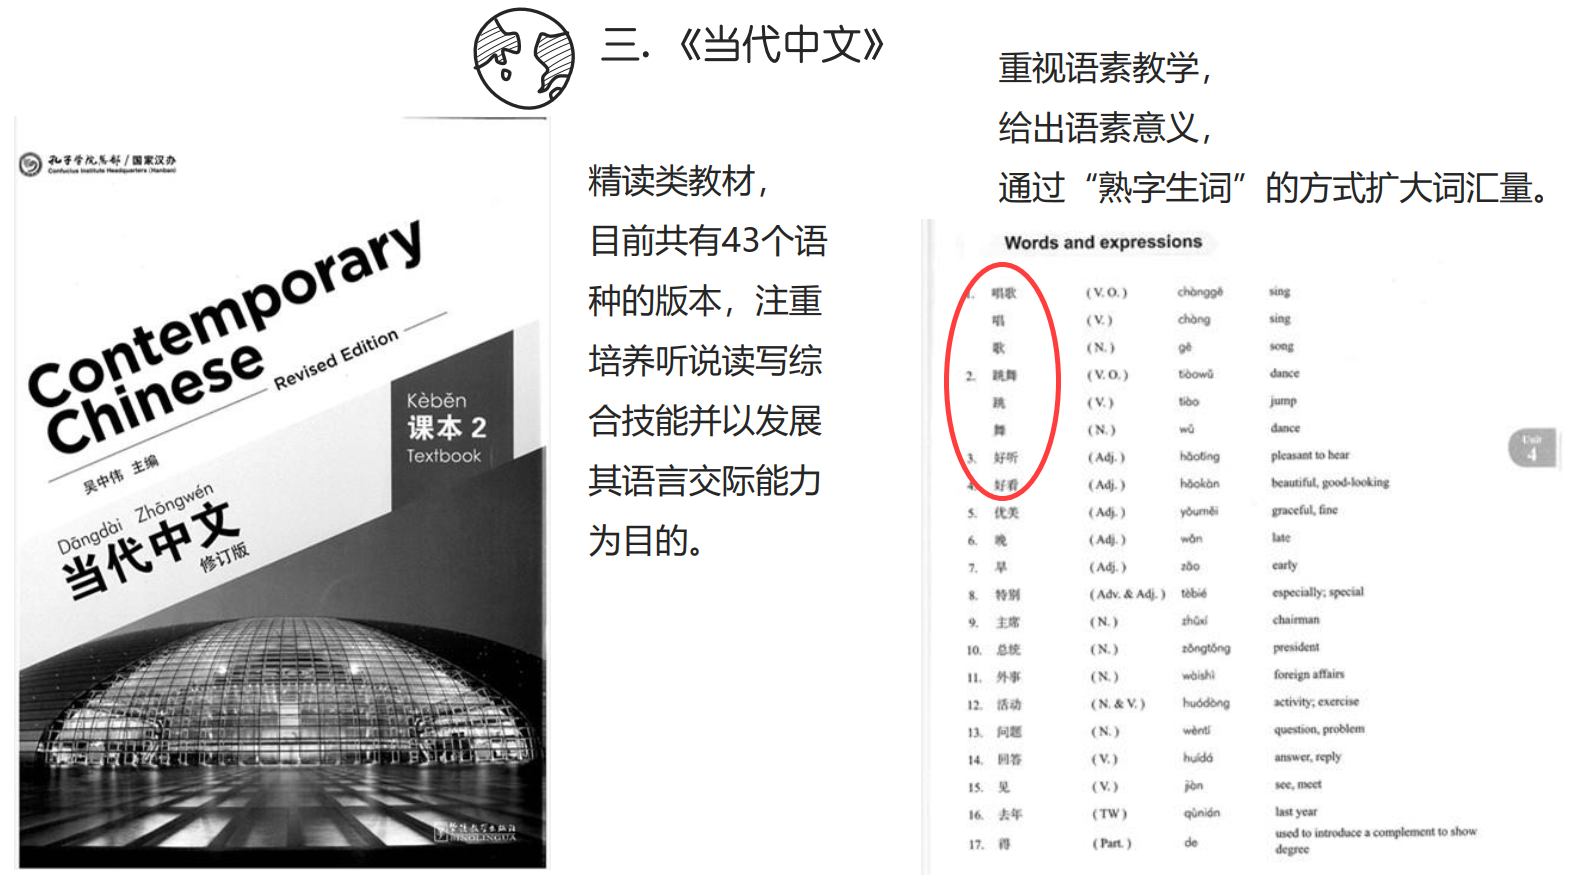 三.《当代中文》
孔子学院总部 / 国家汉办
Confucius Institute Headquarters (Hanban)
Contemporary
Chinese
Revised Edition
Kèběn
课本 2
Textbook
吴中伟 主编
Dāngdài Zhōngwén
当代中文
修订版
华语教学出版社
SINOLINGUA
精读类教材，
目前共有43个语
种的版本，注重
培养听说读写综
合技能并以发展
其语言交际能力
为目的。
重视语素教学，
给出语素意义，
通过“熟字生词”的方式扩大词汇量。
Words and expressions
1. 唱歌 ( V. O. ) chànggē sing
唱 ( V. ) chàng sing
歌 ( N. ) gē song
2. 跳舞 ( V. O. ) tiàowǔ dance
跳 ( V. ) tiào jump
舞 ( N. ) wǔ dance
3. 好听 ( Adj. ) hǎotīng pleasant to hear
4. 好看 ( Adj. ) hǎokàn beautiful, good-looking
5. 优美 ( Adj. ) yōuměi graceful, fine
6. 晚 ( Adj. ) wǎn late
7. 早 ( Adj. ) zǎo early
8. 特别 ( Adv. & Adj. ) tèbié especially; special
9. 主席 ( N. ) zhǔxí chairman
10. 总统 ( N. ) zǒngtǒng president
11. 外事 ( N. ) wàishì foreign affairs
12. 活动 ( N. & V. ) huódòng activity; exercise
13. 问题 ( N. ) wèntí question, problem
14. 回答 ( V. ) huídá answer, reply
15. 见 ( V. ) jiàn see, meet
16. 去年 ( TW ) qùnián last year
17. 得 ( Part. ) de used to introduce a complement to show
degree
Unit
4